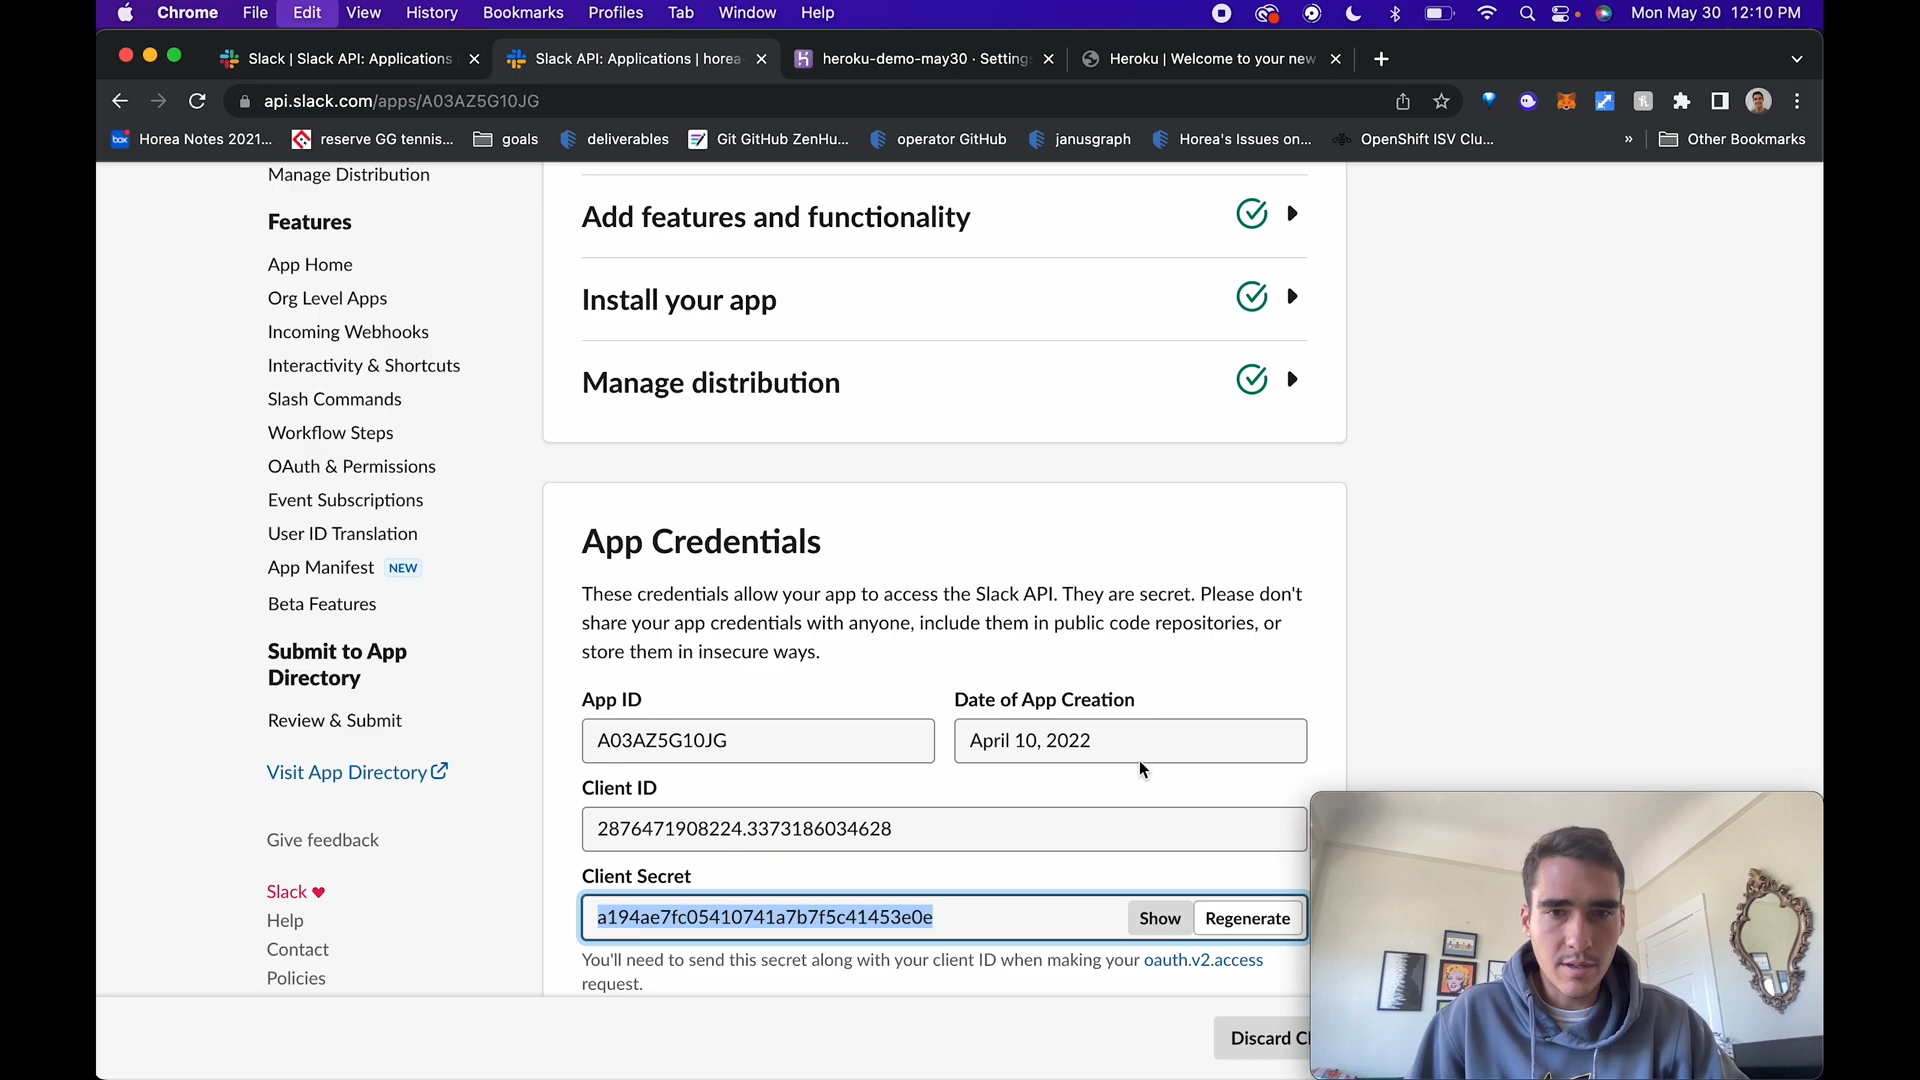 Chrome File Edit View History Bookmarks Profiles Tab Window Help Mon May 30 12:10 PM
Slack | Slack API: Applications Slack API: Applications | horea- heroku-demo-may30 · Settings Heroku | Welcome to your new
api.slack.com/apps/A03AZ5G10JG
Horea Notes 2021... reserve GG tennis... goals deliverables Git GitHub ZenHu... operator GitHub janusgraph Horea's Issues on... OpenShift ISV Clu... » Other Bookmarks
Manage Distribution
Features
App Home
Org Level Apps
Incoming Webhooks
Interactivity & Shortcuts
Slash Commands
Workflow Steps
OAuth & Permissions
Event Subscriptions
User ID Translation
App Manifest NEW
Beta Features
Submit to App
Directory
Review & Submit
Visit App Directory
Give feedback
Slack ♥
Help
Contact
Policies
Add features and functionality
Install your app
Manage distribution
App Credentials
These credentials allow your app to access the Slack API. They are secret. Please don't
share your app credentials with anyone, include them in public code repositories, or
store them in insecure ways.
App ID Date of App Creation
A03AZ5G10JG April 10, 2022
Client ID
2876471908224.3373186034628
Client Secret
a194ae7fc05410741a7b7f5c41453e0e Show Regenerate
You'll need to send this secret along with your client ID when making your oauth.v2.access
request.
Discard